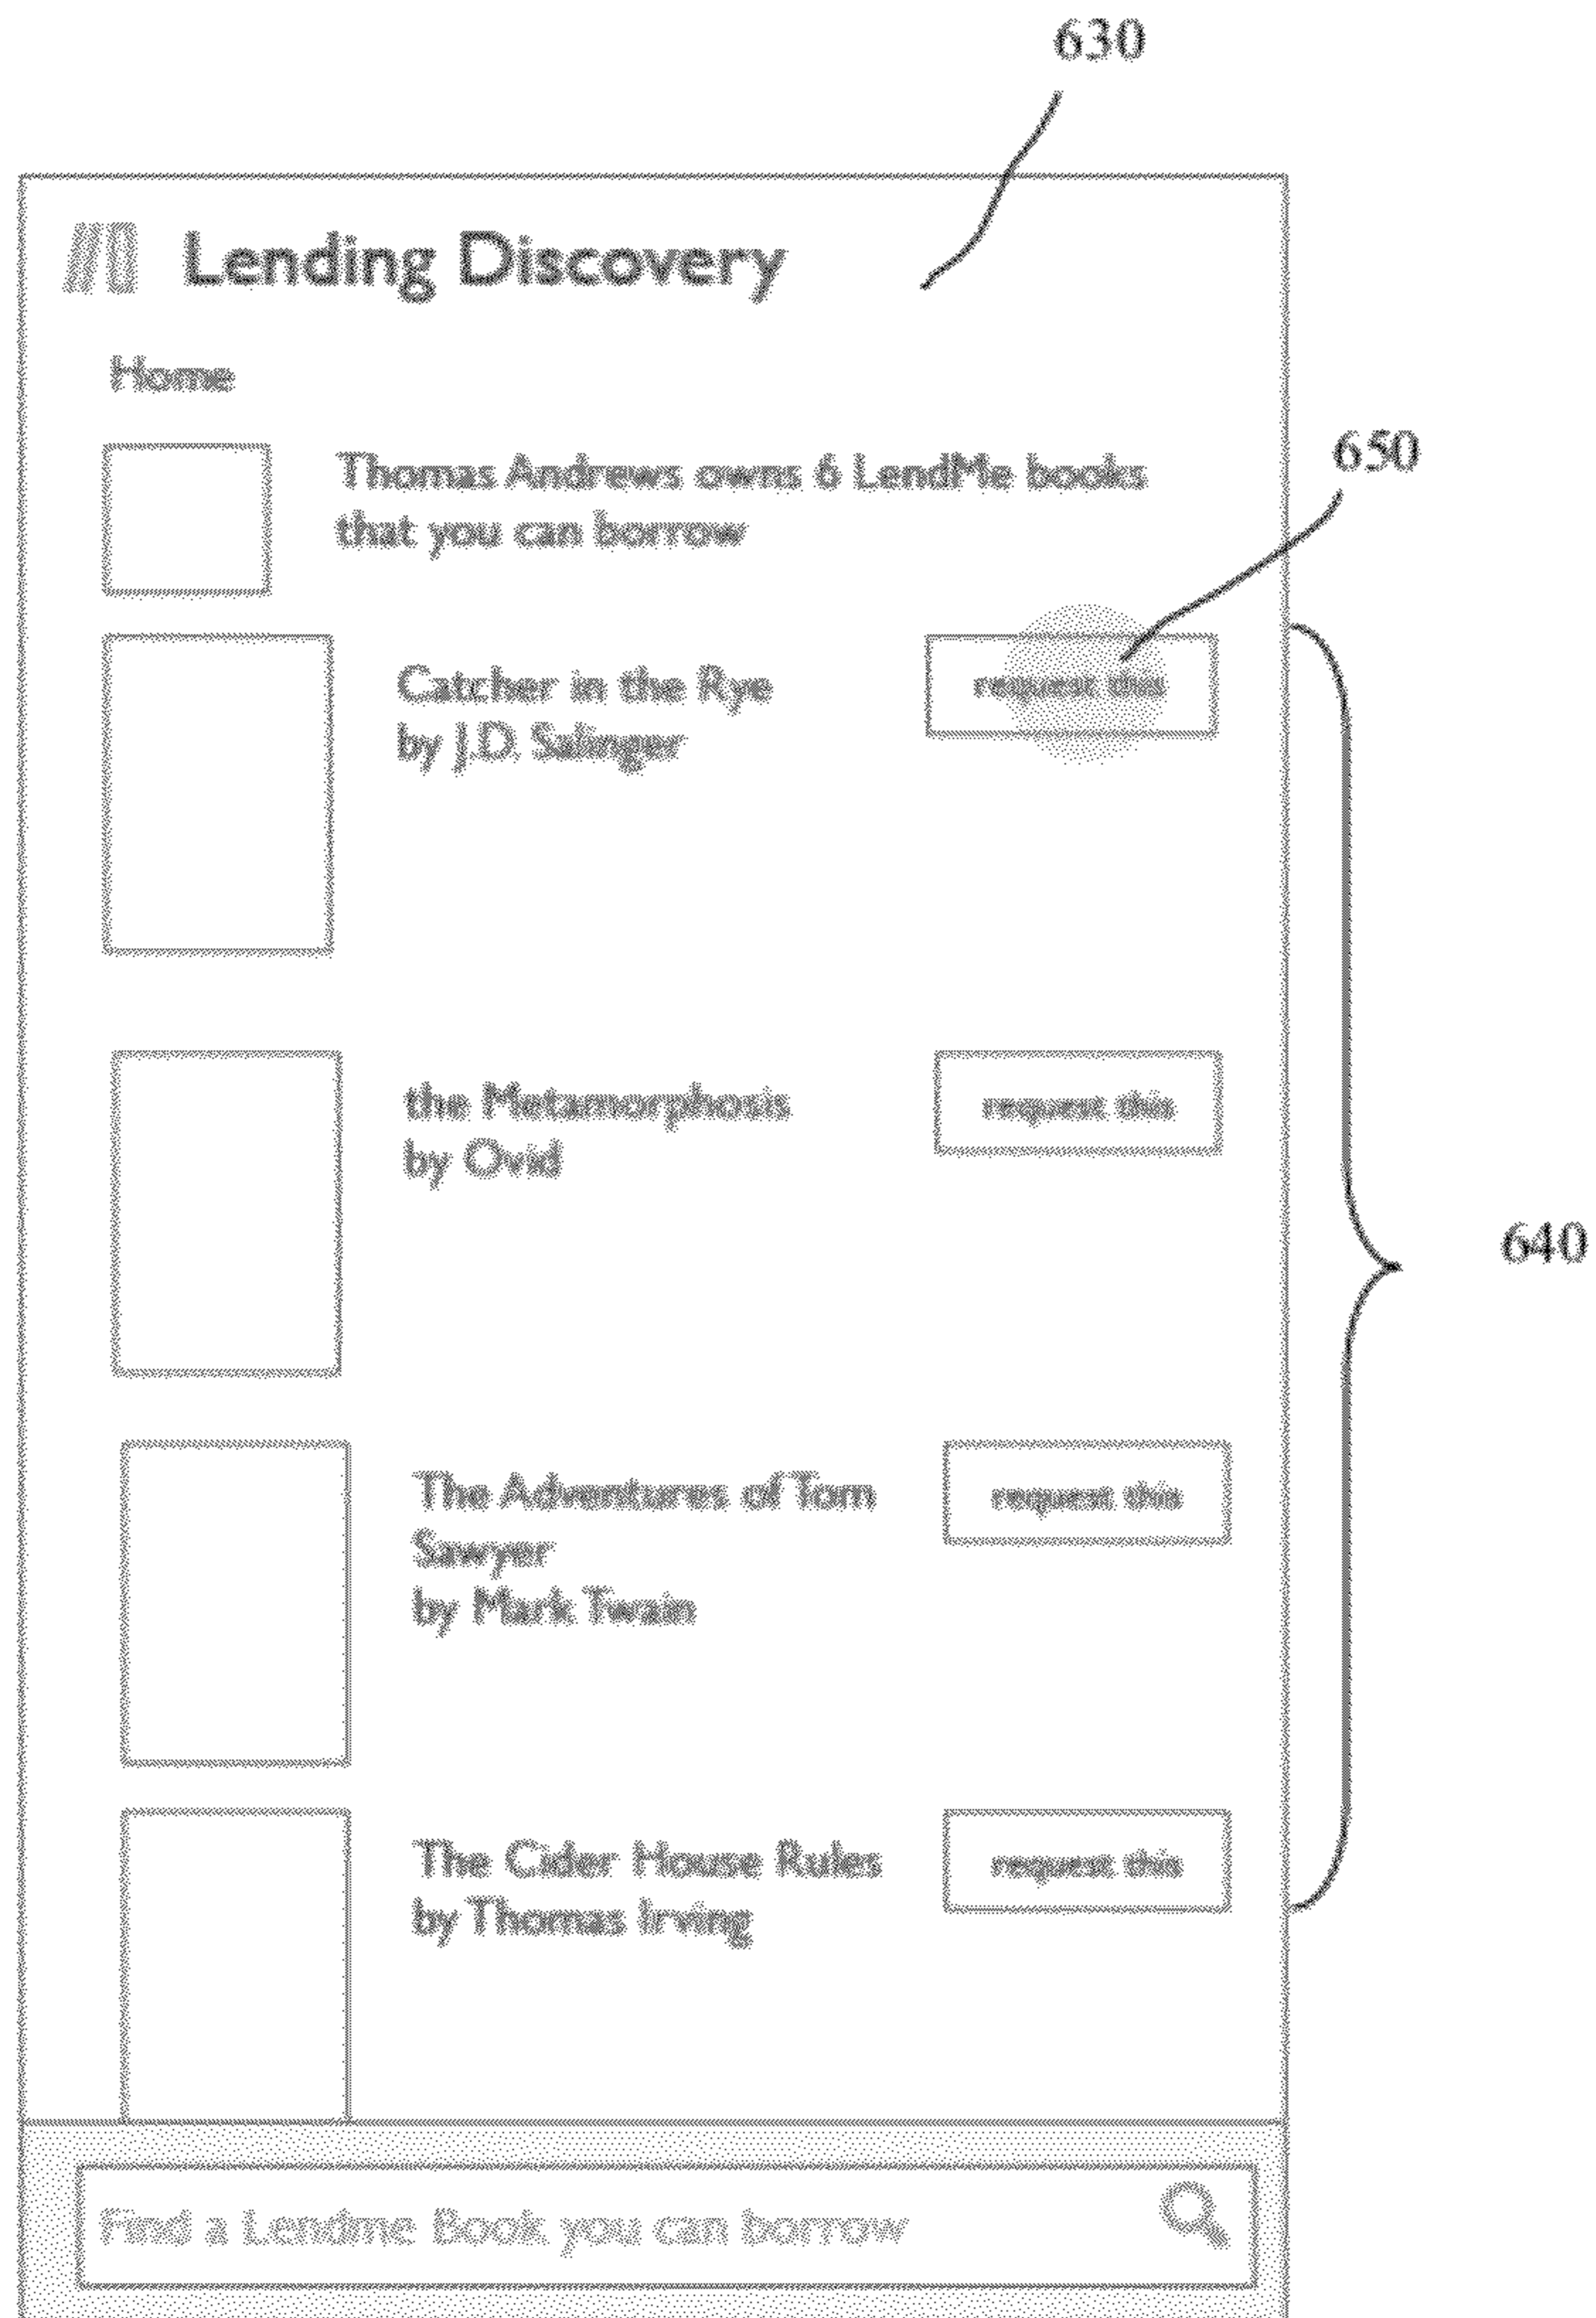 630
Lending Discovery
Home
650
Thomas Andrews owns 6 LendMe books
that you can borrow
Catcher in the Rye
by J.D. Salinger
request this
the Metamorphosis
by Ovid
request this
640
The Adventures of Tom
Sawyer
by Mark Twain
request this
The Cider House Rules
by Thomas Irving
request this
Find a Lendme Book you can borrow